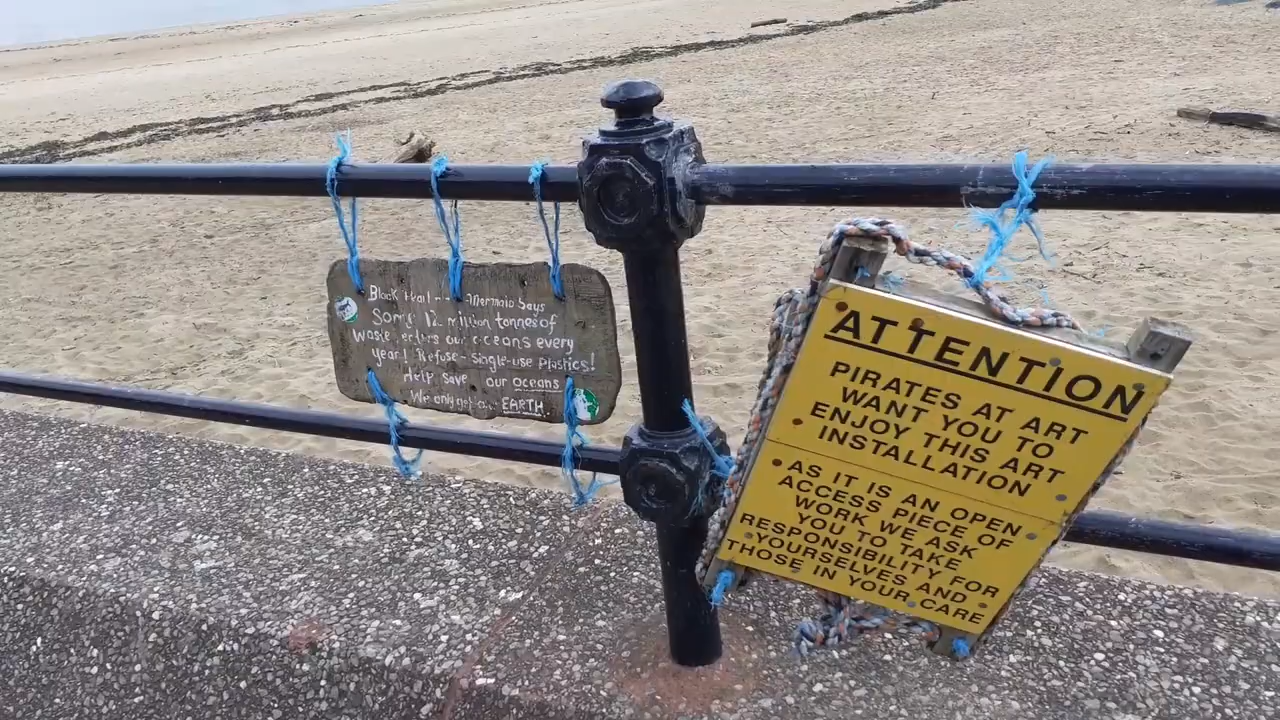 Black Pearl -- Mermaid Says
Sorry 12 million tonnes of
waste enters our oceans every
year! Refuse - single-use plastics!
Help save our oceans
We only get one EARTH
ATTENTION
PIRATES AT ART
WANT YOU TO
ENJOY THIS ART
INSTALLATION
AS IT IS AN OPEN
ACCESS PIECE OF
WORK WE ASK
YOU TO TAKE
RESPONSIBILITY FOR
YOURSELVES AND
THOSE IN YOUR CARE